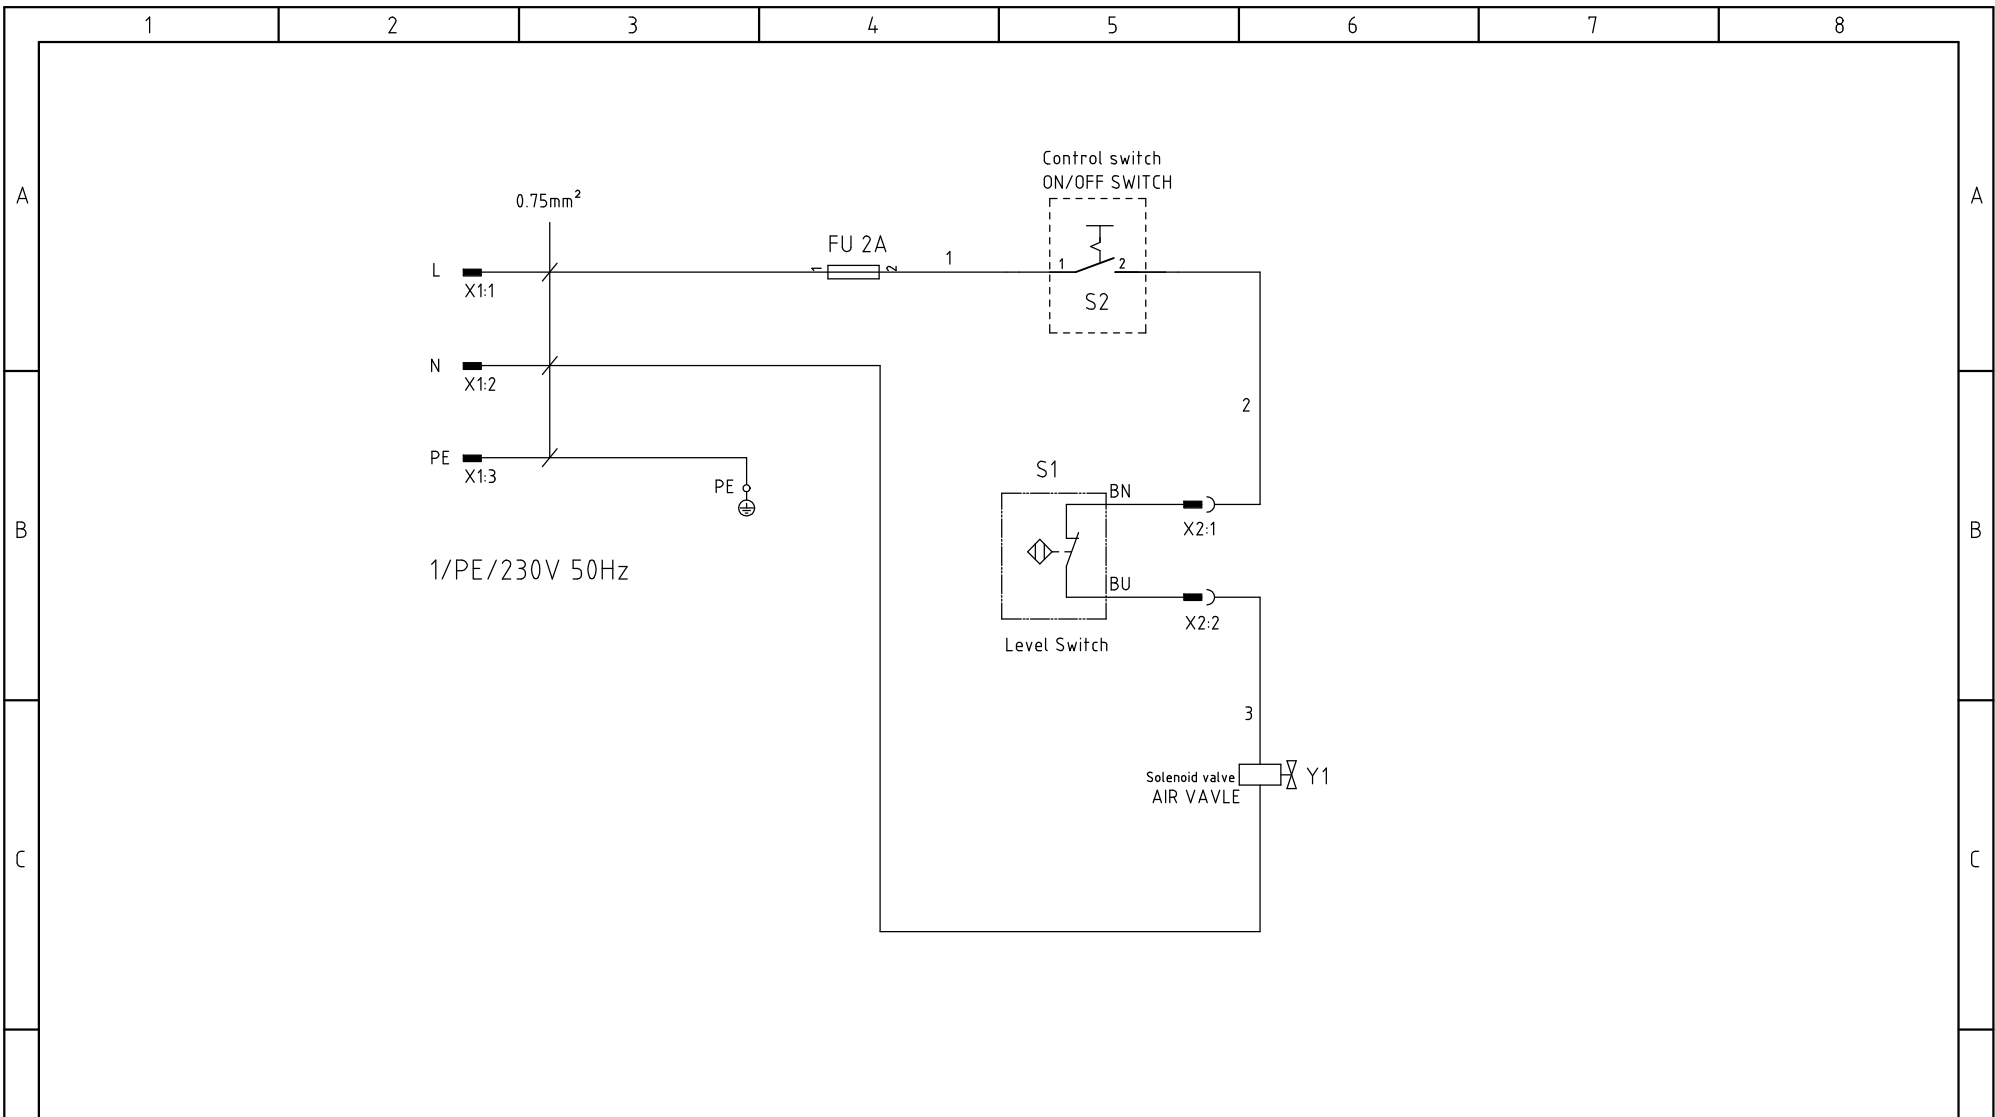 1 2 3 4 5 6 7 8
Control switch
ON/OFF SWITCH
A A
0.75mm²
FU 2A
1
L
1 2
1 2
X1:1
S2
N
X1:2
2
PE
X1:3
S1
PE
BN
X2:1
B B
1/PE/230V 50Hz
BU
X2:2
Level Switch
3
Solenoid valve
Y1
AIR VAVLE
C C